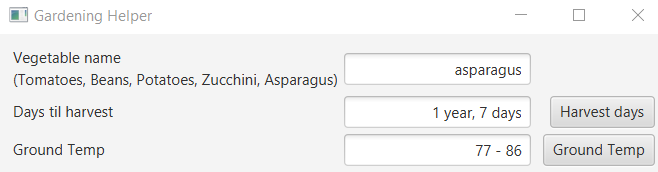 Gardening Helper
Vegetable name
(Tomatoes, Beans, Potatoes, Zucchini, Asparagus) asparagus
Days til harvest 1 year, 7 days Harvest days
Ground Temp 77 - 86 Ground Temp